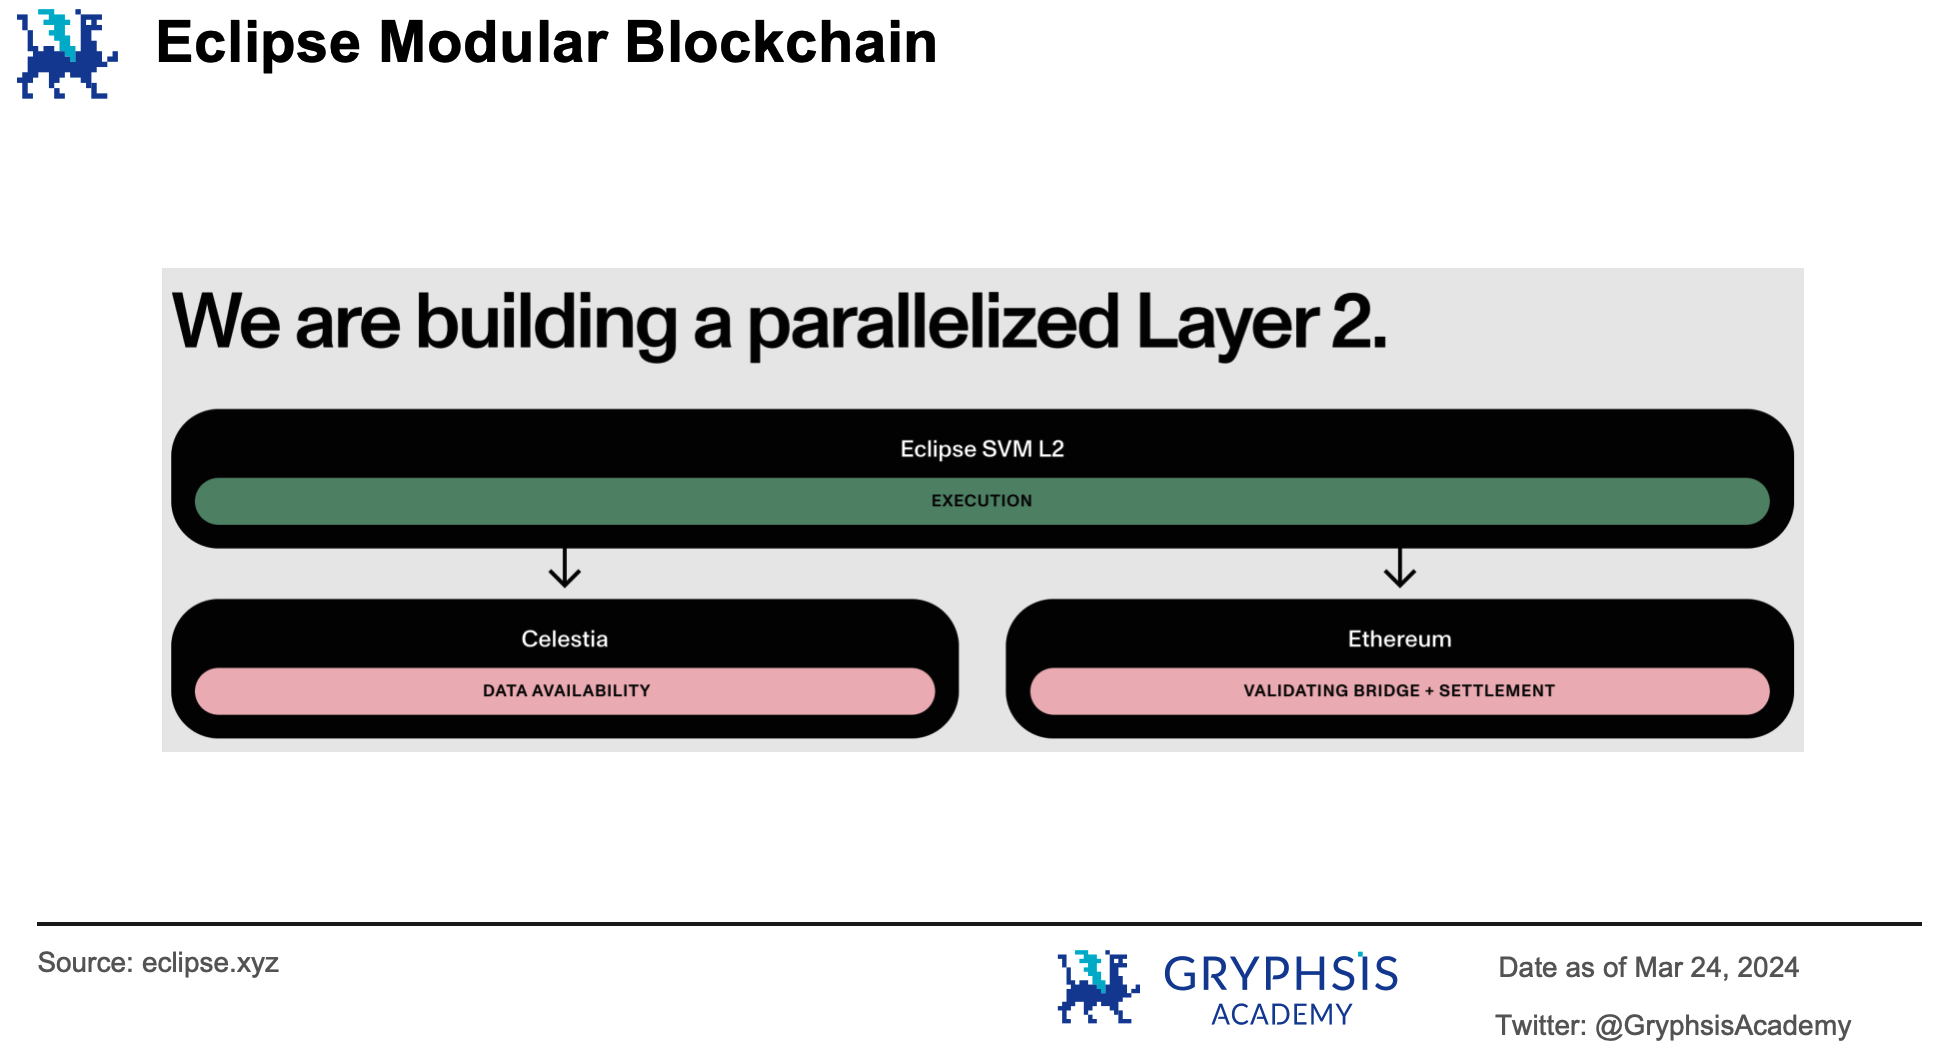 Eclipse Modular Blockchain
We are building a parallelized Layer 2.
Eclipse SVM L2
EXECUTION
Celestia
DATA AVAILABILITY
Ethereum
VALIDATING BRIDGE + SETTLEMENT
Source: eclipse.xyz
GRYPHSIS
ACADEMY
Date as of Mar 24, 2024
Twitter: @GryphsisAcademy